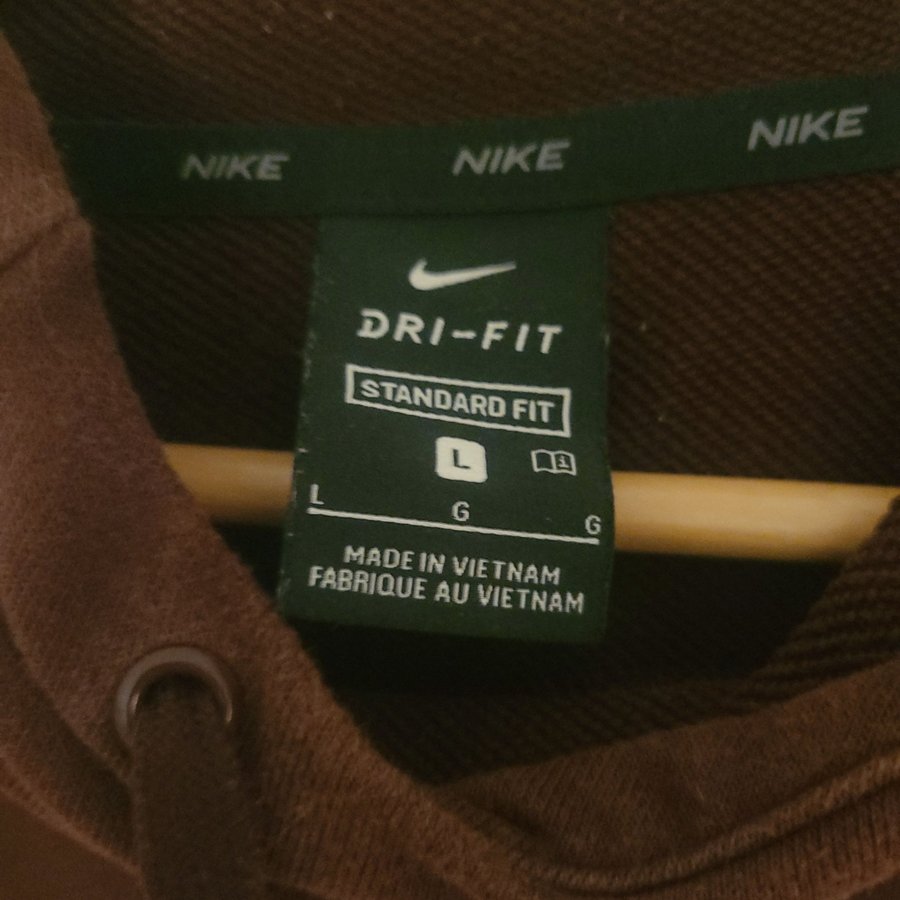 NIKE NIKE NIKE
DRI-FIT
STANDARD FIT
L
L G G
MADE IN VIETNAM
FABRIQUE AU VIETNAM